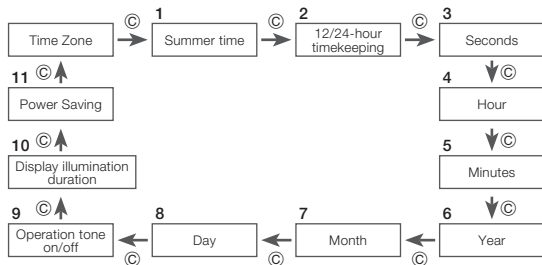 1
2
3
Time Zone
Ⓒ
Summer time
Ⓒ
12/24-hour
timekeeping
Ⓒ
Seconds
11
Ⓒ
Ⓒ
4
Power Saving
Hour
10
Ⓒ
Ⓒ
5
Display illumination
duration
Minutes
9
Ⓒ
8
7
6
Ⓒ
Operation tone
on/off
Ⓒ
Day
Ⓒ
Month
Ⓒ
Year